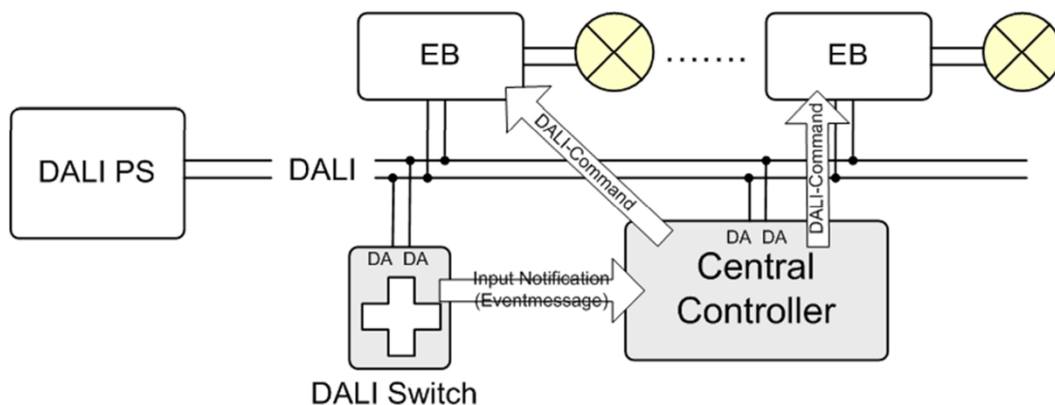 EB
EB
.......
DALI PS
DALI
DALI-Command
DALI-Command
DA DA
DA DA
Input Notification
(Eventmessage)
Central
Controller
DALI Switch